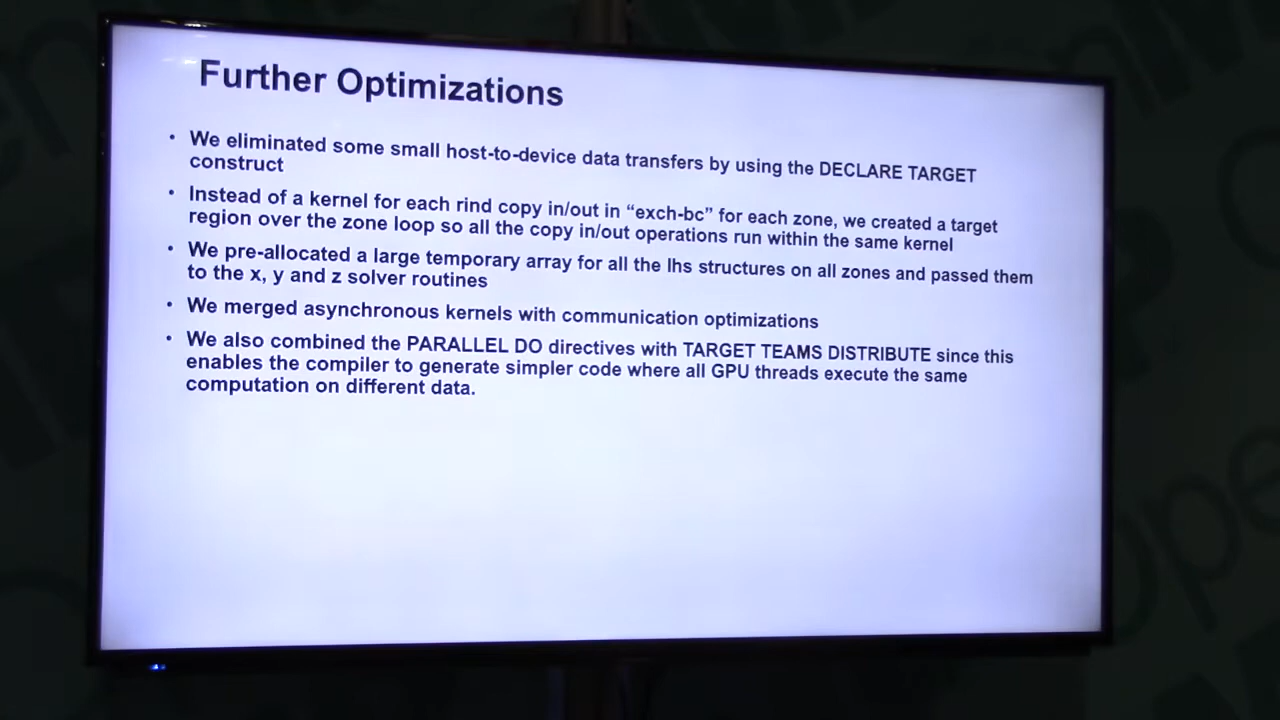 Further Optimizations
• We eliminated some small host-to-device data transfers by using the DECLARE TARGET
construct
• Instead of a kernel for each rind copy in/out in “exch-bc” for each zone, we created a target
region over the zone loop so all the copy in/out operations run within the same kernel
• We pre-allocated a large temporary array for all the lhs structures on all zones and passed them
to the x, y and z solver routines
• We merged asynchronous kernels with communication optimizations
• We also combined the PARALLEL DO directives with TARGET TEAMS DISTRIBUTE since this
enables the compiler to generate simpler code where all GPU threads execute the same
computation on different data.